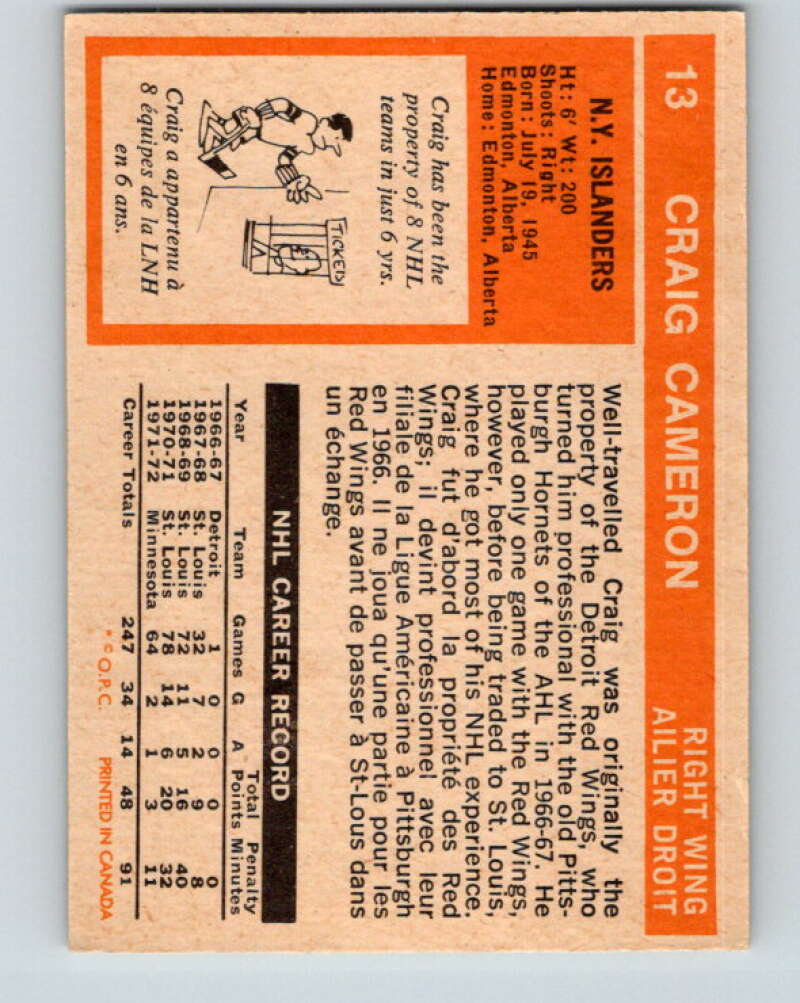 13 CRAIG CAMERON
RIGHT WING
AILIER DROIT
N.Y. ISLANDERS
Ht: 6' Wt: 200
Shoots: Right
Born: July 19, 1945
Edmonton, Alberta
Home: Edmonton, Alberta
Craig has been the
property of 8 NHL
teams in just 6 yrs.
TICKETS
Craig a appartenu à
8 équipes de la LNH
en 6 ans.
Well-travelled Craig was originally the
property of the Detroit Red Wings, who
turned him professional with the old Pitts-
burgh Hornets of the AHL in 1966-67. He
played only one game with the Red Wings,
however, before being traded to St. Louis,
where he got most of his NHL experience.
Craig fut d'abord la propriété des Red
Wings; il devint professionnel avec leur
filiale de la Ligue Américaine à Pittsburgh
en 1966. Il ne joua qu'une partie pour les
Red Wings avant de passer à St-Lous dans
un échange.
NHL CAREER RECORD
Year Team Games G A Total Points Penalty Minutes
1966-67 Detroit 1 0 0 0 0
1967-68 St. Louis 32 7 2 9 8
1968-69 St. Louis 72 11 5 16 40
1970-71 St. Louis 78 14 6 20 32
1971-72 Minnesota 64 2 1 3 11
Career Totals 247 34 14 48 91
* © O.P.C. PRINTED IN CANADA